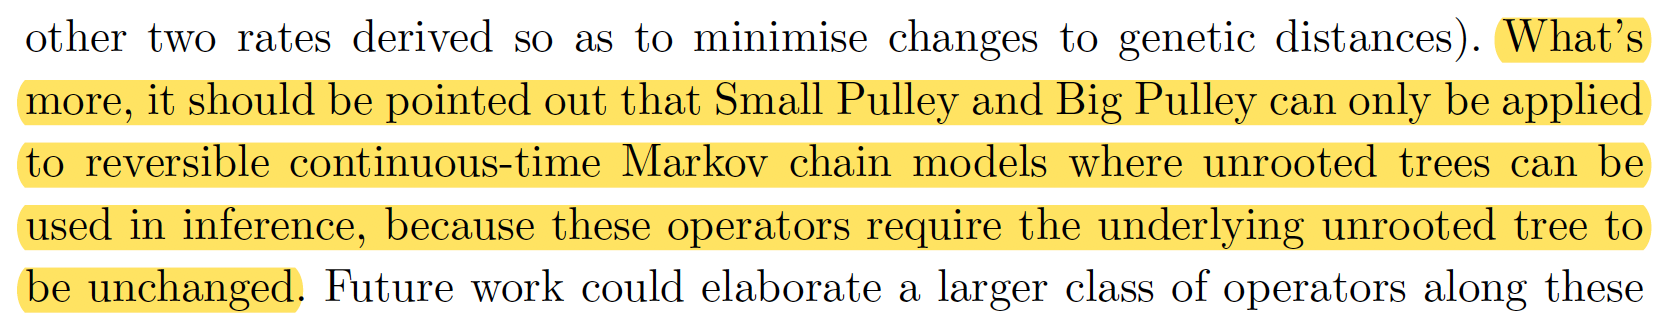 other two rates derived so as to minimise changes to genetic distances). What's
more, it should be pointed out that Small Pulley and Big Pulley can only be applied
to reversible continuous-time Markov chain models where unrooted trees can be
used in inference, because these operators require the underlying unrooted tree to
be unchanged. Future work could elaborate a larger class of operators along these